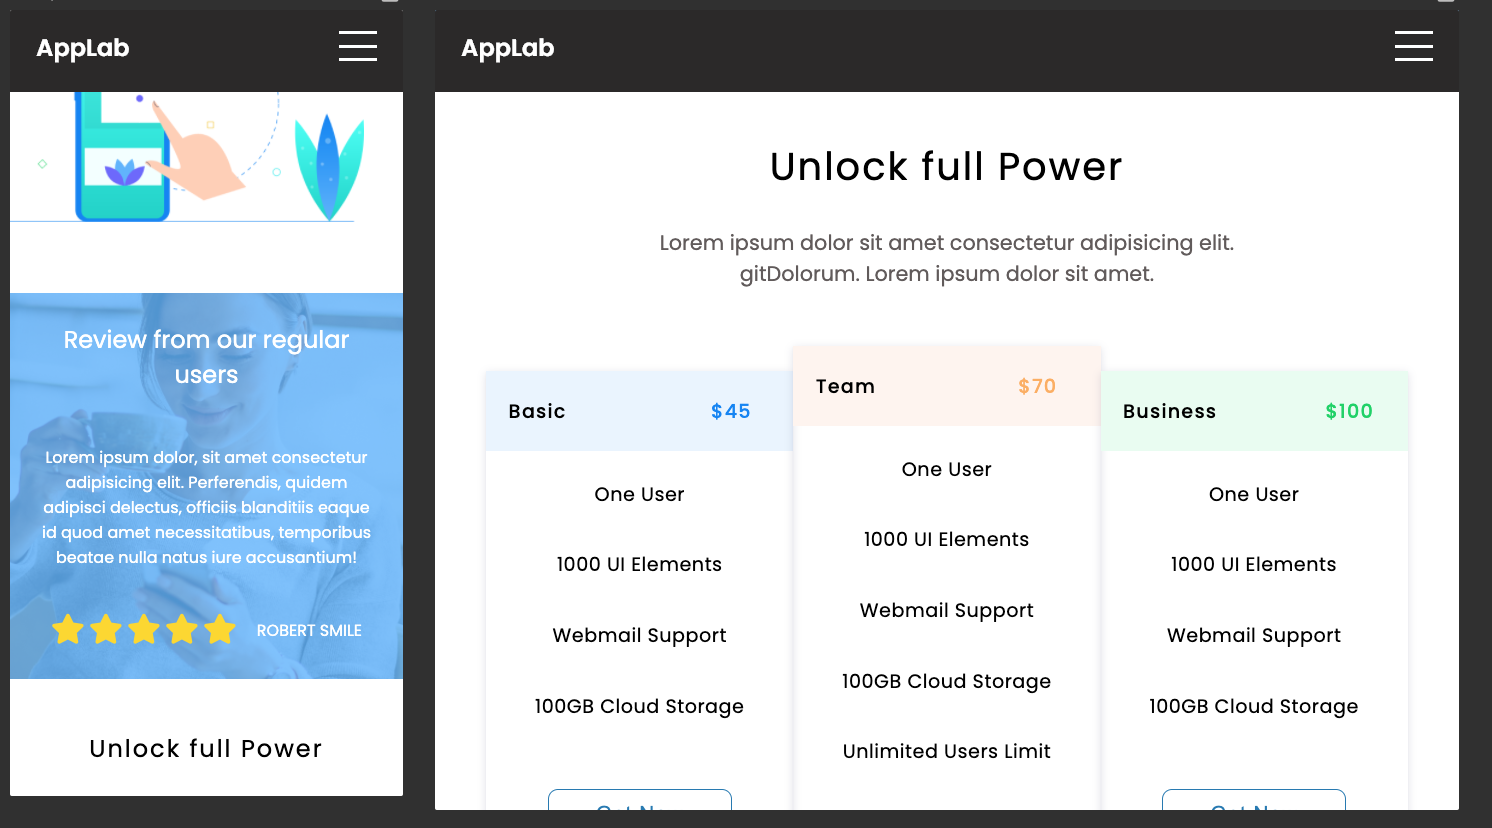 AppLab
Review from our regular
users
Lorem ipsum dolor, sit amet consectetur
adipisicing elit. Perferendis, quidem
adipisci delectus, officiis blanditiis eaque
id quod amet necessitatibus, temporibus
beatae nulla natus iure accusantium!
ROBERT SMILE
Unlock full Power
AppLab
Unlock full Power
Lorem ipsum dolor sit amet consectetur adipisicing elit.
gitDolorum. Lorem ipsum dolor sit amet.
Basic $45
One User
1000 UI Elements
Webmail Support
100GB Cloud Storage
Team $70
One User
1000 UI Elements
Webmail Support
100GB Cloud Storage
Unlimited Users Limit
Business $100
One User
1000 UI Elements
Webmail Support
100GB Cloud Storage